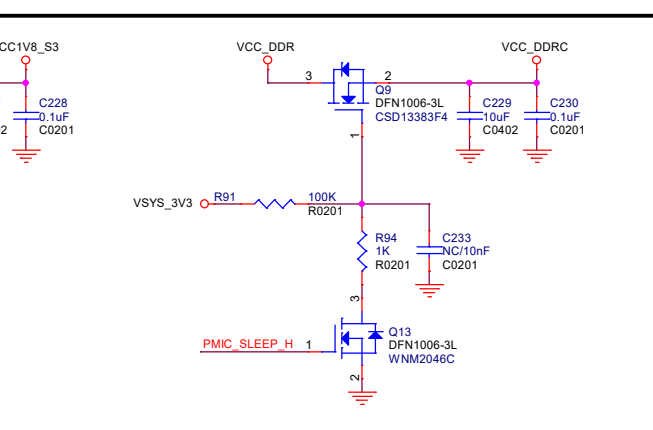 CC1V8_S3
VCC_DDR
VCC_DDRC
3
2
Q9
DFN1006-3L
CSD13383F4
1
C228
0.1uF
2
C0201
C229
10uF
C0402
C230
0.1uF
C0201
VSYS_3V3
R91
100K
R0201
R94
1K
R0201
C233
NC/10nF
C0201
3
Q13
DFN1006-3L
WNM2046C
PMIC_SLEEP_H
1
2